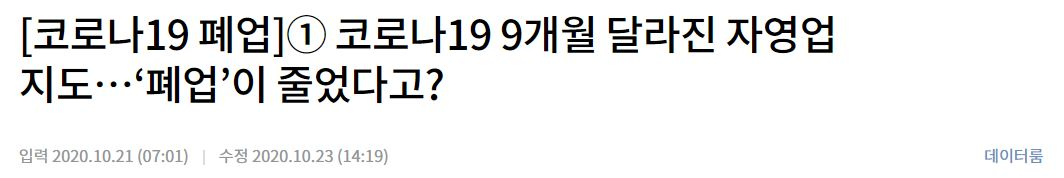 [코로나19 폐업]① 코로나19 9개월 달라진 자영업
지도…‘폐업’이 줄었다고?
입력 2020.10.21 (07:01) | 수정 2020.10.23 (14:19) 데이터룸